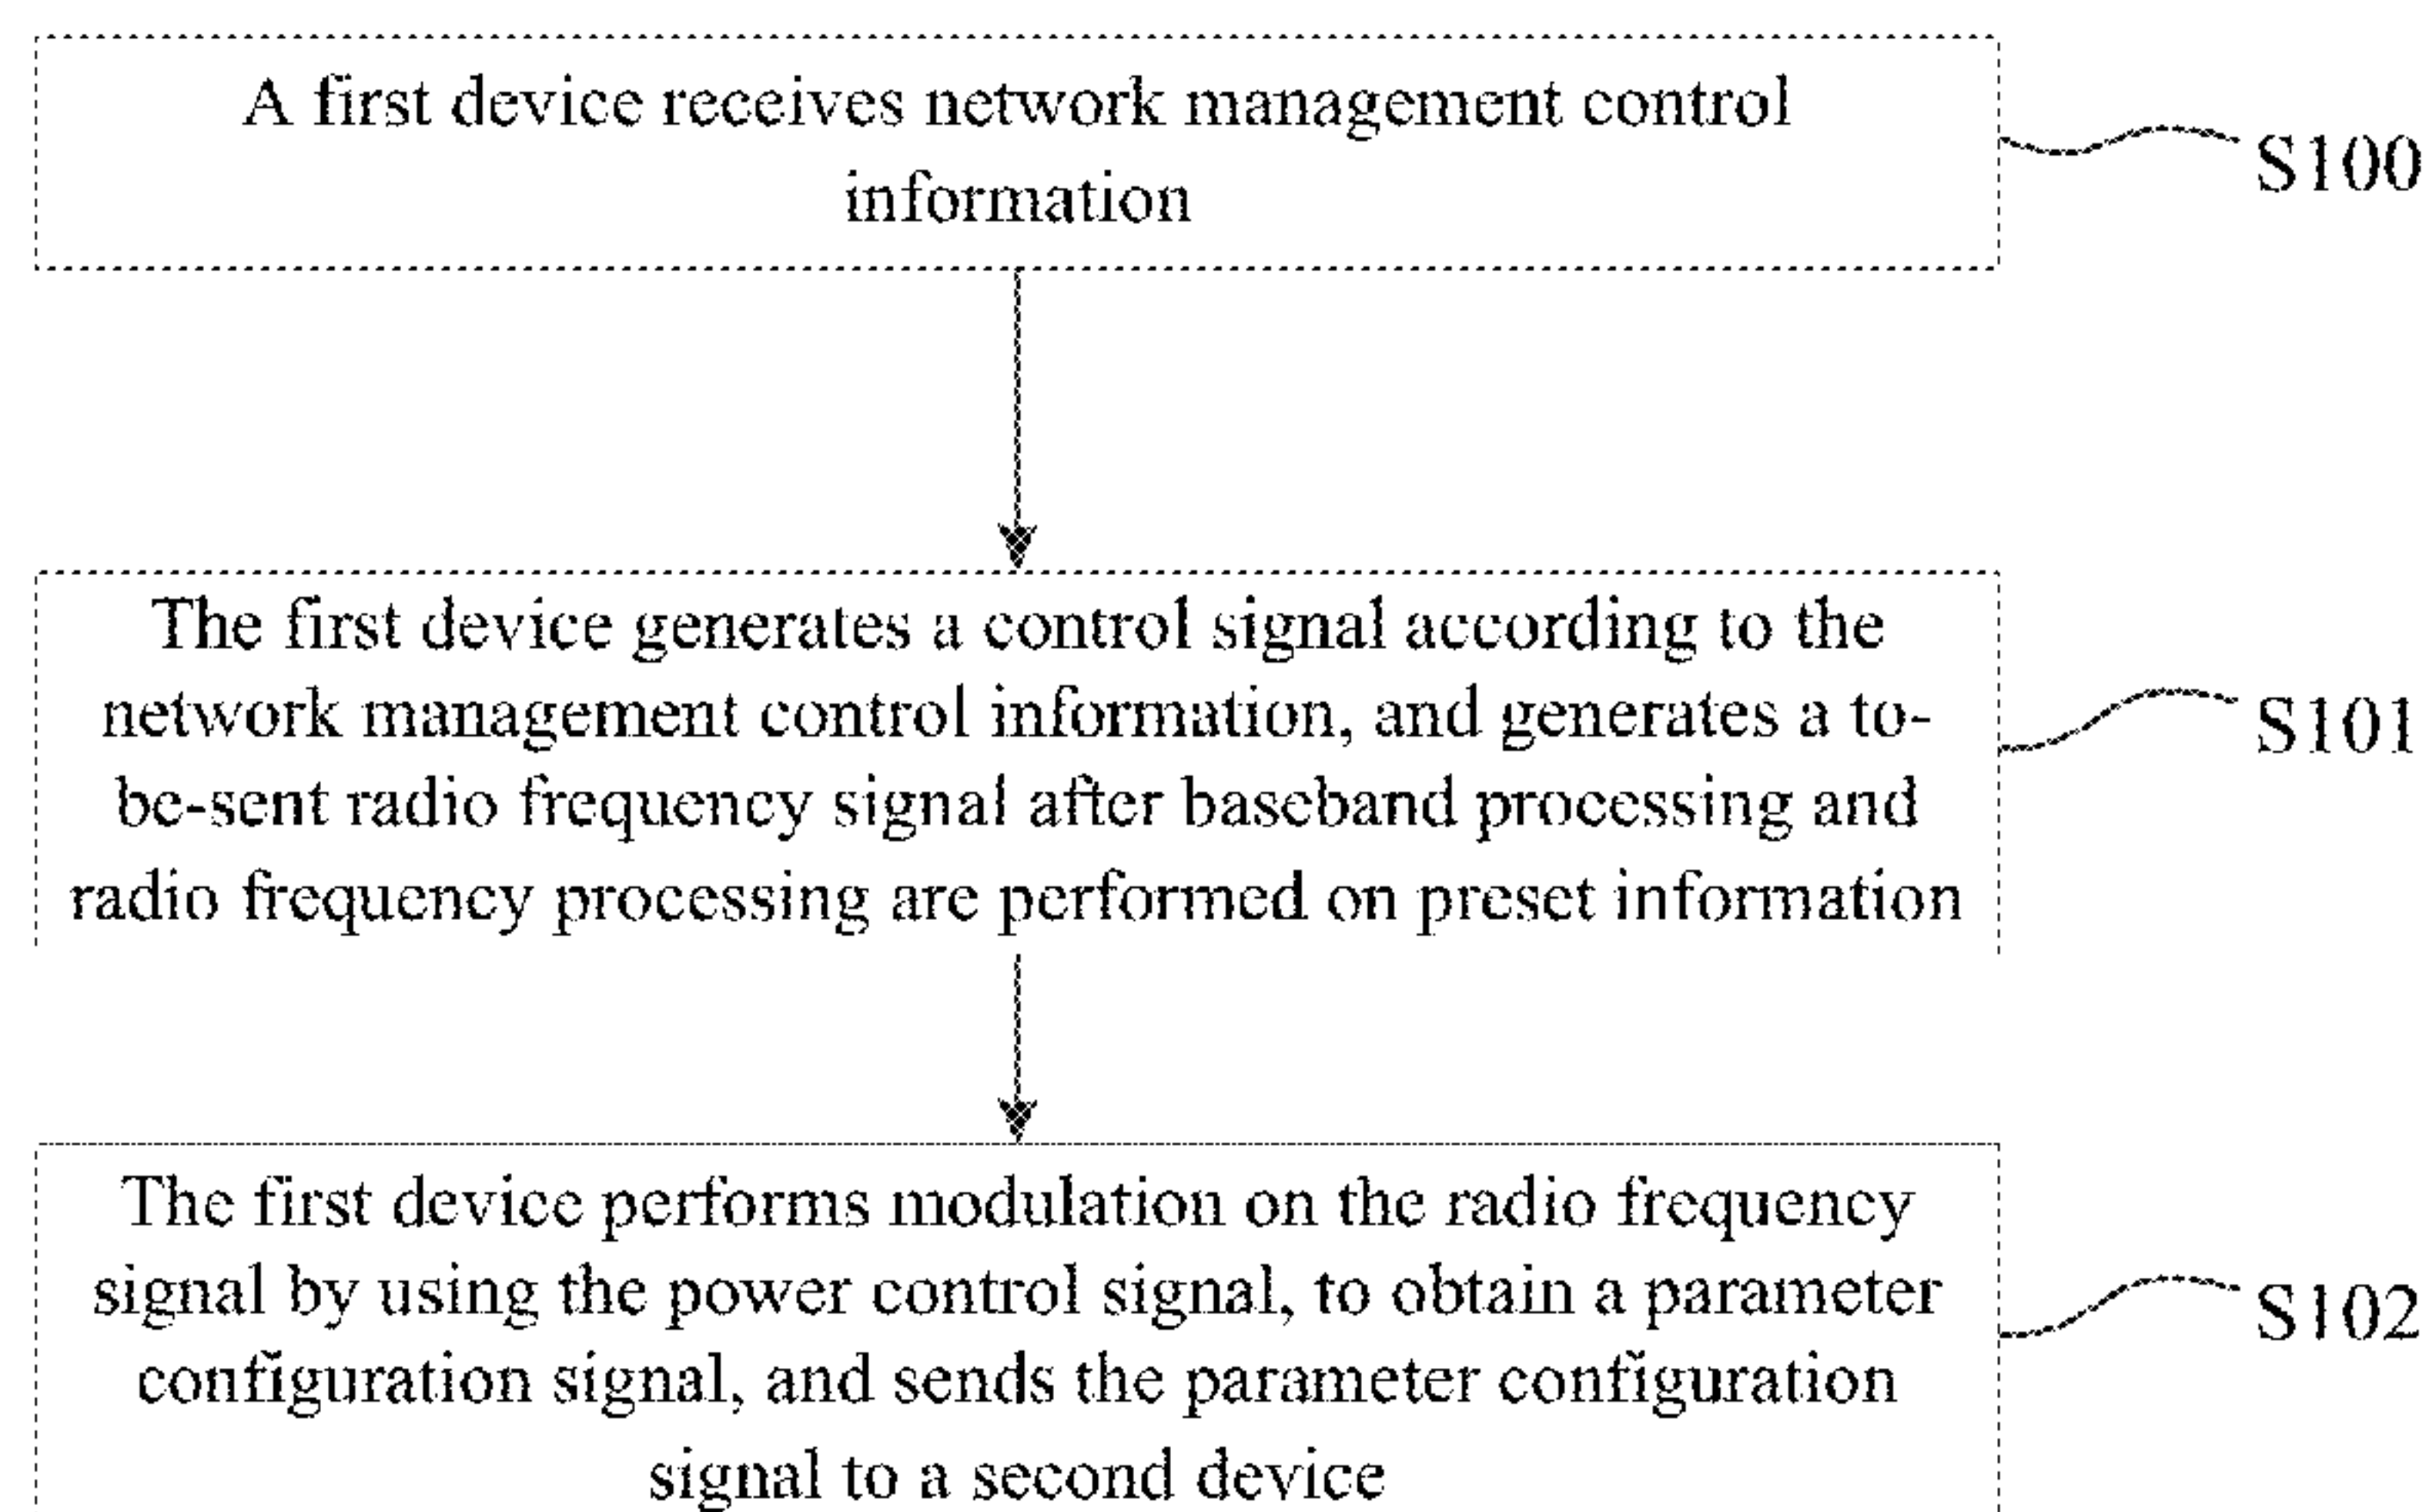 A first device receives network management control
information
S100
The first device generates a control signal according to the
network management control information, and generates a to-
be-sent radio frequency signal after baseband processing and
radio frequency processing are performed on preset information
S101
The first device performs modulation on the radio frequency
signal by using the power control signal, to obtain a parameter
configuration signal, and sends the parameter configuration
signal to a second device
S102